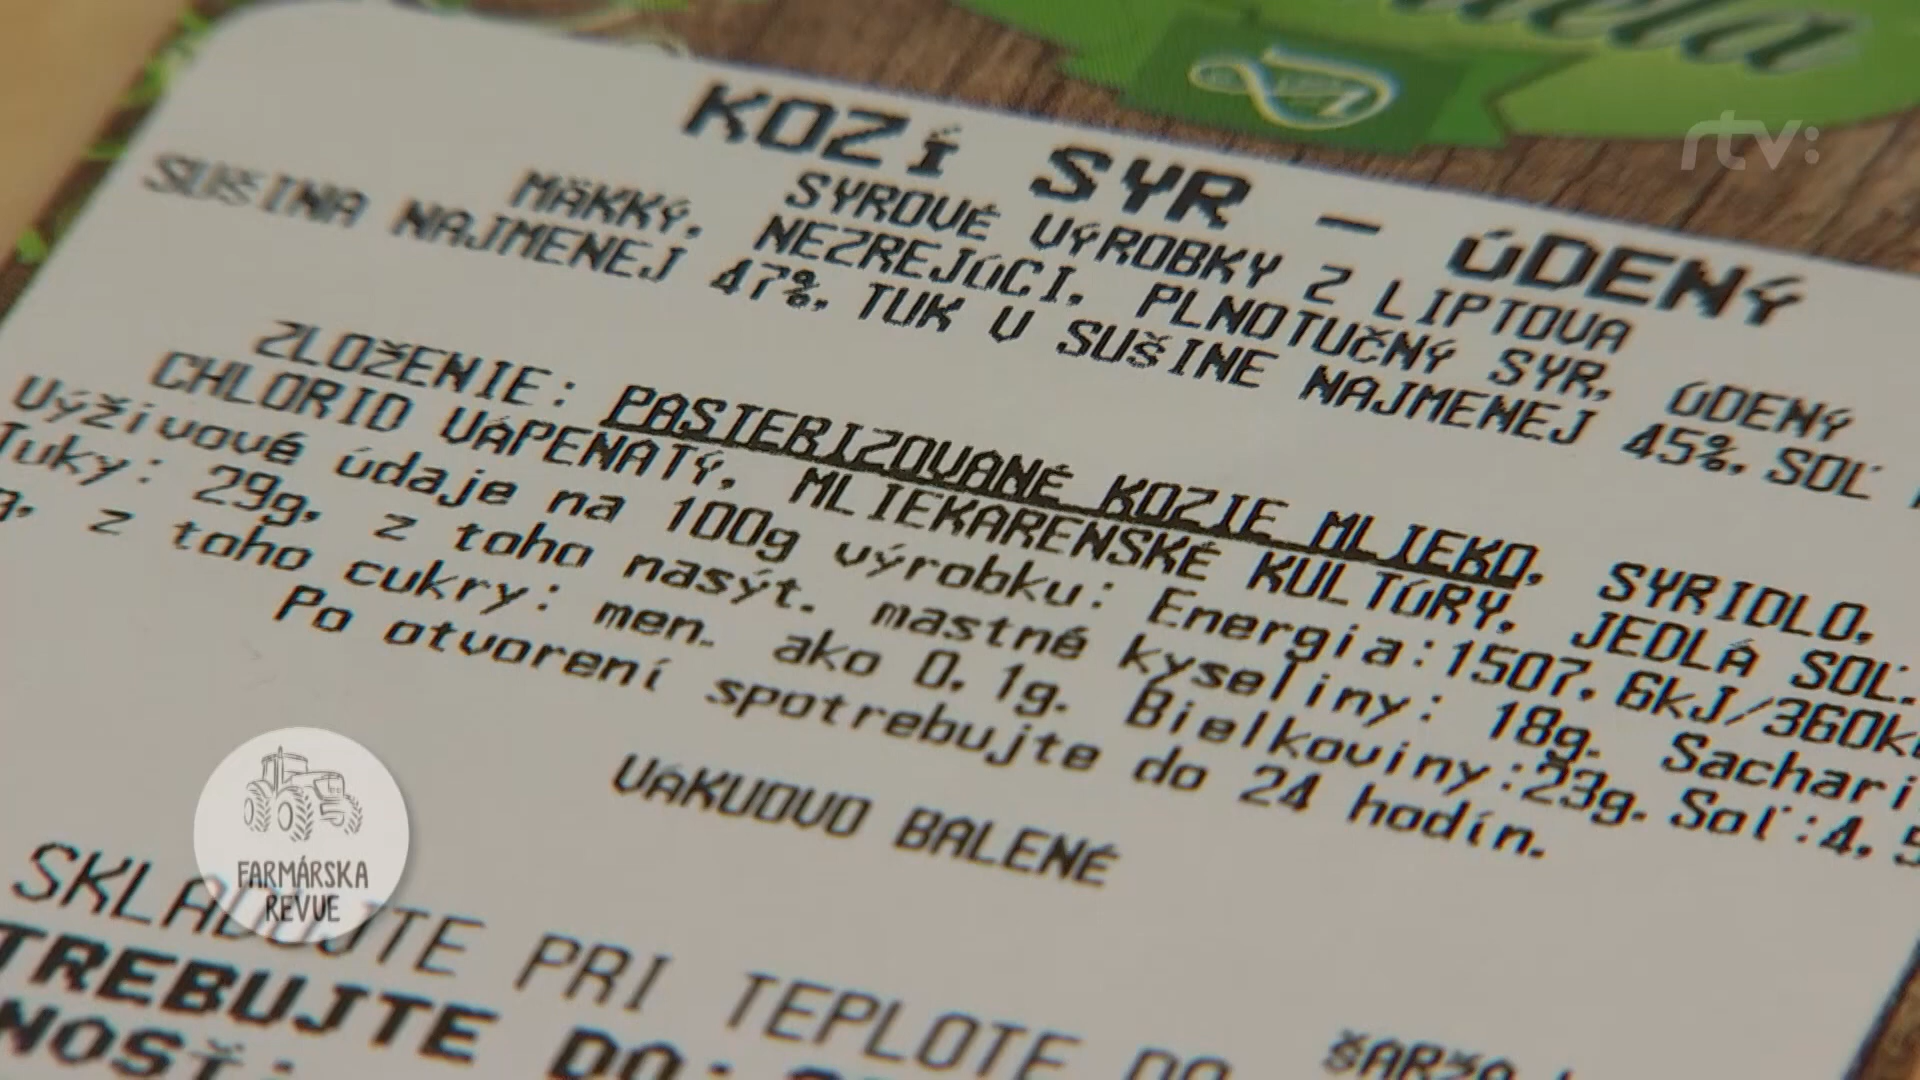 rtv:
KOZÍ SYR - ÚDENÝ
SYROVÉ VÝROBKY Z LIPTOVA
MÄKKÝ, NEZREJÚCI, PLNOTUČNÝ SYR, ÚDENÝ
SUŠINA NAJMENEJ 47%, TUK V SUŠINE NAJMENEJ 45%, SOĽ
ZLOŽENIE: PASTERIZOVANÉ KOZIE MLIEKO, SYRIDLO,
CHLORID VÁPENATÝ, MLIEKARENSKÉ KULTÚRY, JEDLÁ SOĽ.
Výživové údaje na 100g výrobku: Energia:1507,6kJ/360k
Tuky: 29g, z toho nasýt. mastné kyseliny: 18g. Sachari
g, z toho cukry: men. ako 0,1g. Bielkoviny:23g. Soľ:4,5
Po otvorení spotrebujte do 24 hodín.
VÁKUOVO BALENÉ
SKLADUJTE PRI TEPLOTE DO
TREBUJTE DO:
NOSŤ:
ŠARŽA
FARMÁRSKA
REVUE